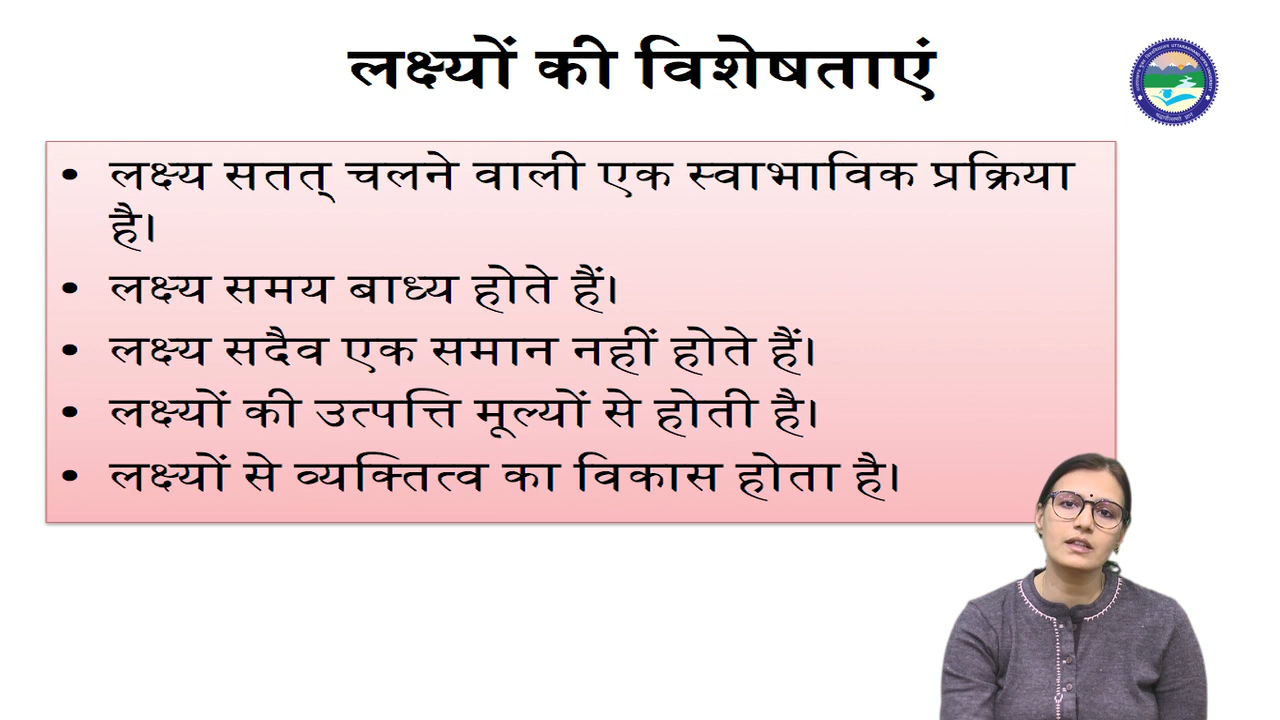 लक्ष्यों की विशेषताएं
• लक्ष्य सतत् चलने वाली एक स्वाभाविक प्रक्रिया
है।
• लक्ष्य समय बाध्य होते हैं।
• लक्ष्य सदैव एक समान नहीं होते हैं।
• लक्ष्यों की उत्पत्ति मूल्यों से होती है।
• लक्ष्यों से व्यक्तित्व का विकास होता है।